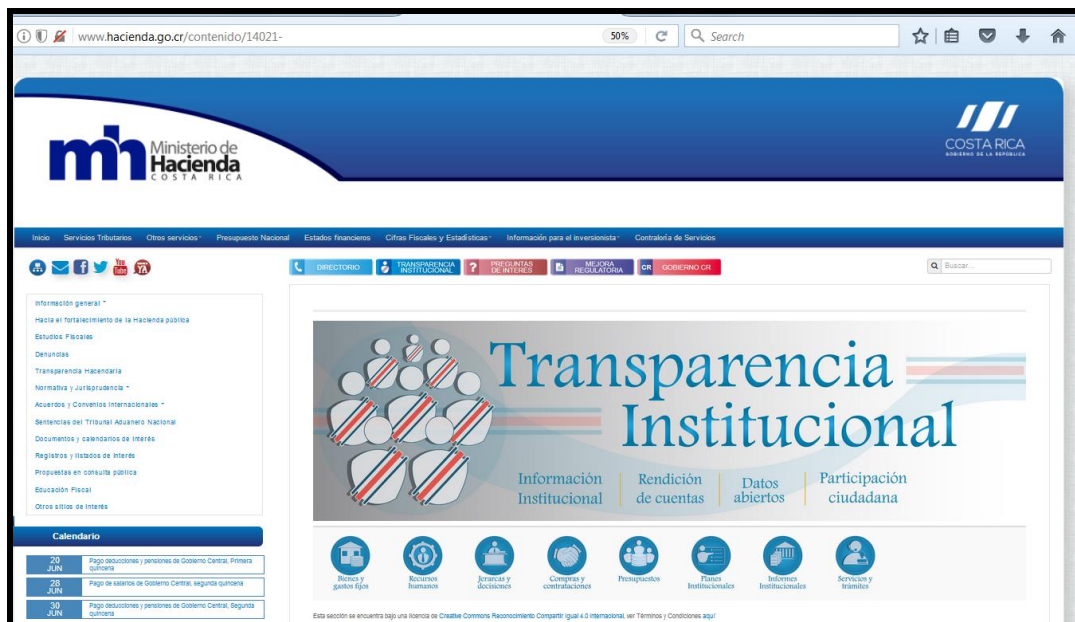 www.hacienda.go.cr/contenido/14021-
50%
Search
mh Ministerio de
Hacienda
COSTA RICA
COSTA RICA
GOBIERNO DE LA REPÚBLICA
Inicio Servicios Tributarios Otros servicios Presupuesto Nacional Estados financieros Cifras Fiscales y Estadísticas Información para el inversionista Contraloría de Servicios
You
Tube
DIRECTORIO
TRANSPARENCIA
INSTITUCIONAL
? PREGUNTAS
DE INTERÉS
MEJORA
REGULATORIA
CR GOBIERNO CR
Buscar...
Información general
Hacia el fortalecimiento de la Hacienda pública
Estudios Fiscales
Denuncias
Transparencia Hacendaria
Normativa y Jurisprudencia
Acuerdos y Convenios Internacionales
Sentencias del Tribunal Aduanero Nacional
Documentos y calendarios de interés
Registros y listados de interés
Propuestas en consulta pública
Educación Fiscal
Otros sitios de interés
Transparencia
Institucional
Información
Institucional
Rendición
de cuentas
Datos
abiertos
Participación
ciudadana
Calendario
20
JUN
Pago deducciones y pensiones de Gobierno Central, Primera
quincena
28
JUN
Pago de salarios de Gobierno Central, segunda quincena
30
JUN
Pago deducciones y pensiones de Gobierno Central, Segunda
quincena
Bienes y
gastos fijos
Recursos
humanos
Jerarcas y
decisiones
Compras y
contrataciones
Presupuestos
Planes
Institucionales
Informes
Institucionales
Servicios y
trámites
Esta sección se encuentra bajo una licencia de Creative Commons Reconocimiento Compartir Igual 4.0 Internacional, ver Términos y Condiciones aquí